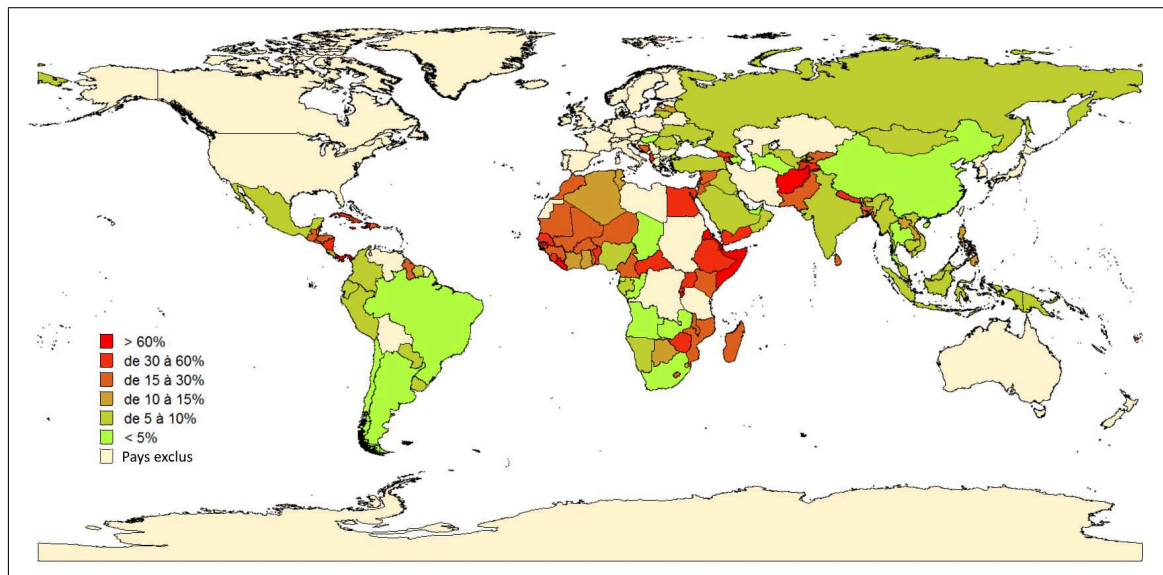 > 60%
de 30 à 60%
de 15 à 30%
de 10 à 15%
de 5 à 10%
< 5%
Pays exclus